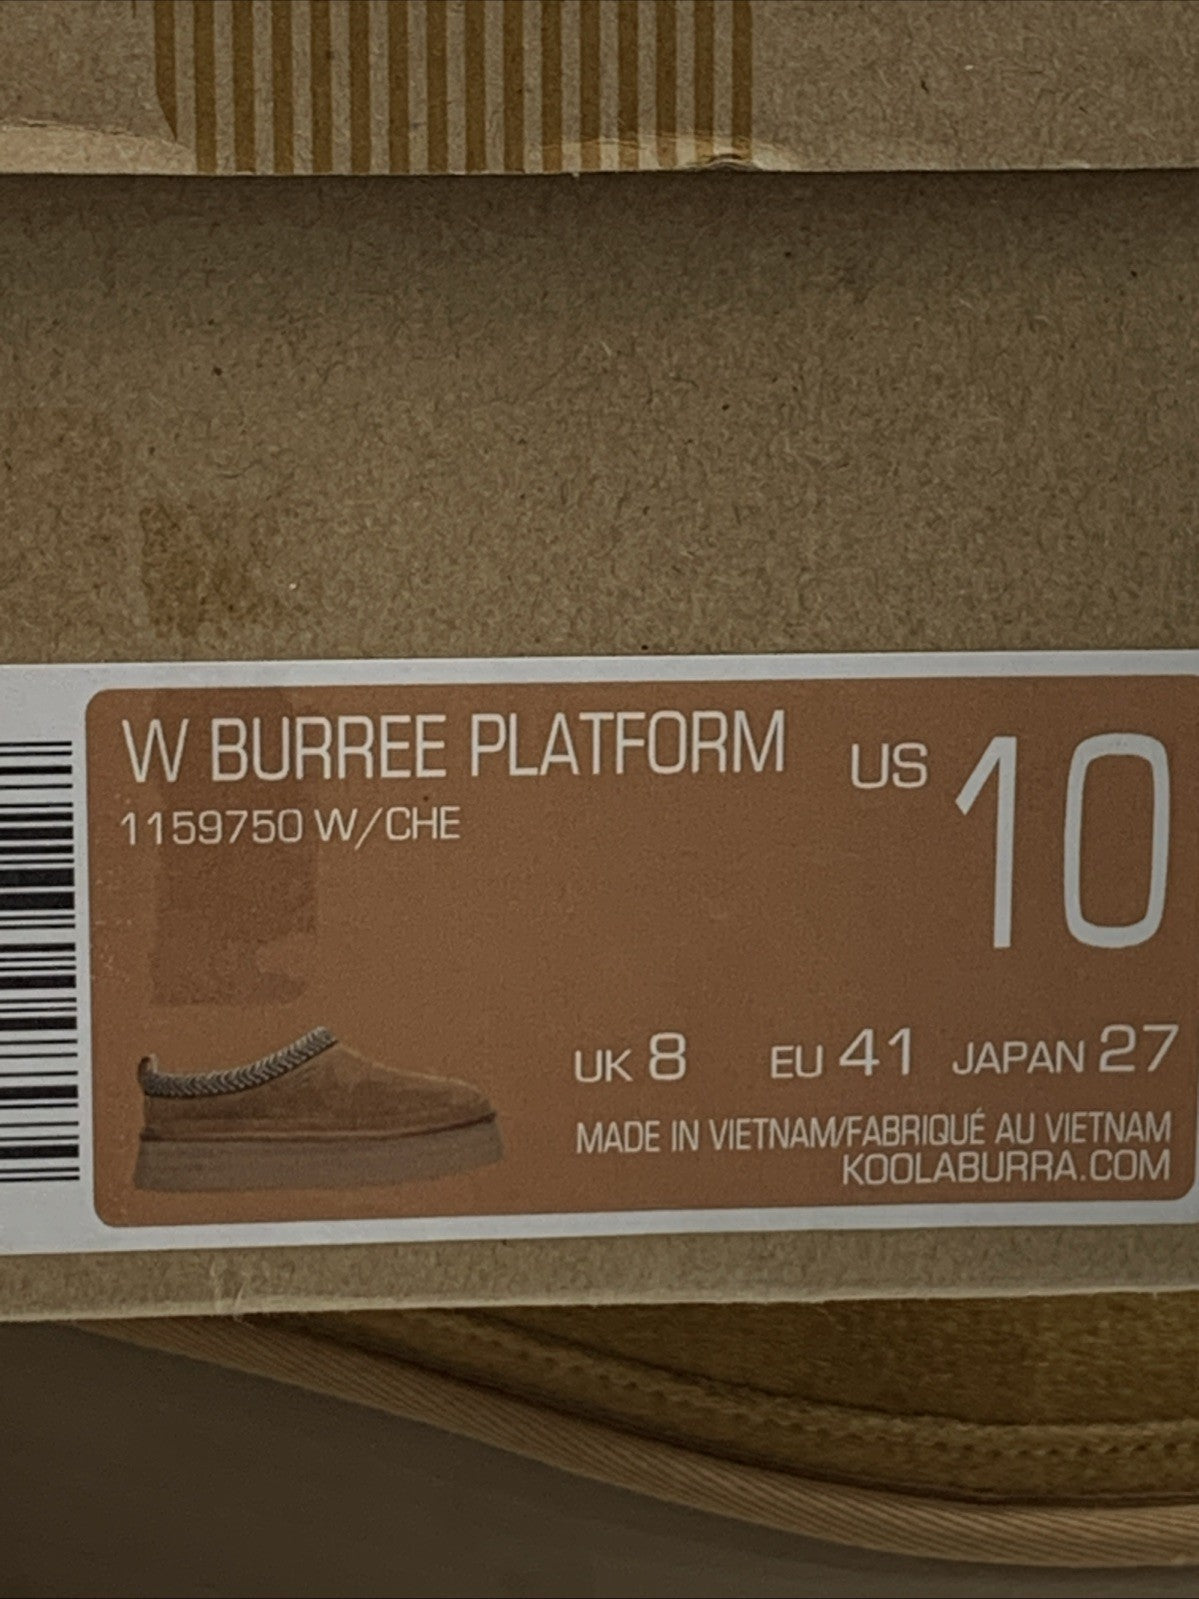 W BURREE PLATFORM
1159750 W/CHE
US 10
UK 8 EU 41 JAPAN 27
MADE IN VIETNAM/FABRIQUÉ AU VIETNAM
KOOLABURRA.COM